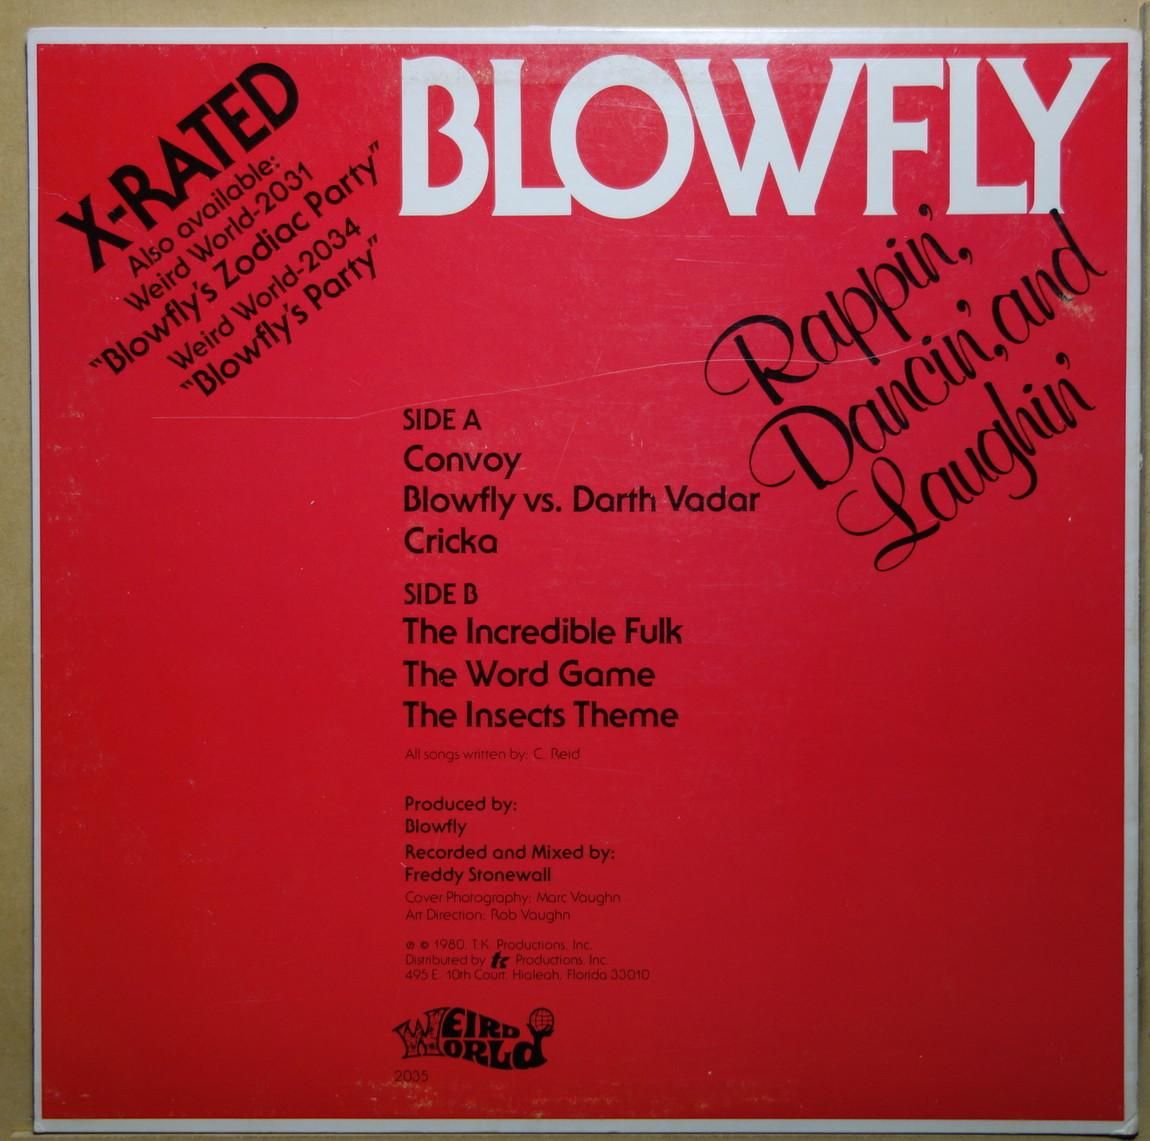 X-RATED
Also available:
Weird World-2031
"Blowfly's Zodiac Party"
Weird World-2034
"Blowfly's Party"
BLOWFLY
Rappin',
Dancin', and
Laughin'
SIDE A
Convoy
Blowfly vs. Darth Vadar
Cricka
SIDE B
The Incredible Fulk
The Word Game
The Insects Theme
All songs written by: C. Reid
Produced by:
Blowfly
Recorded and Mixed by:
Freddy Stonewall
Cover Photography: Marc Vaughn
Art Direction: Rob Vaughn
℗ © 1980, T.K. Productions, Inc.
Distributed by tk Productions, Inc.
495 E. 10th Court, Hialeah, Florida 33010
WEIRD
WORLD
2035